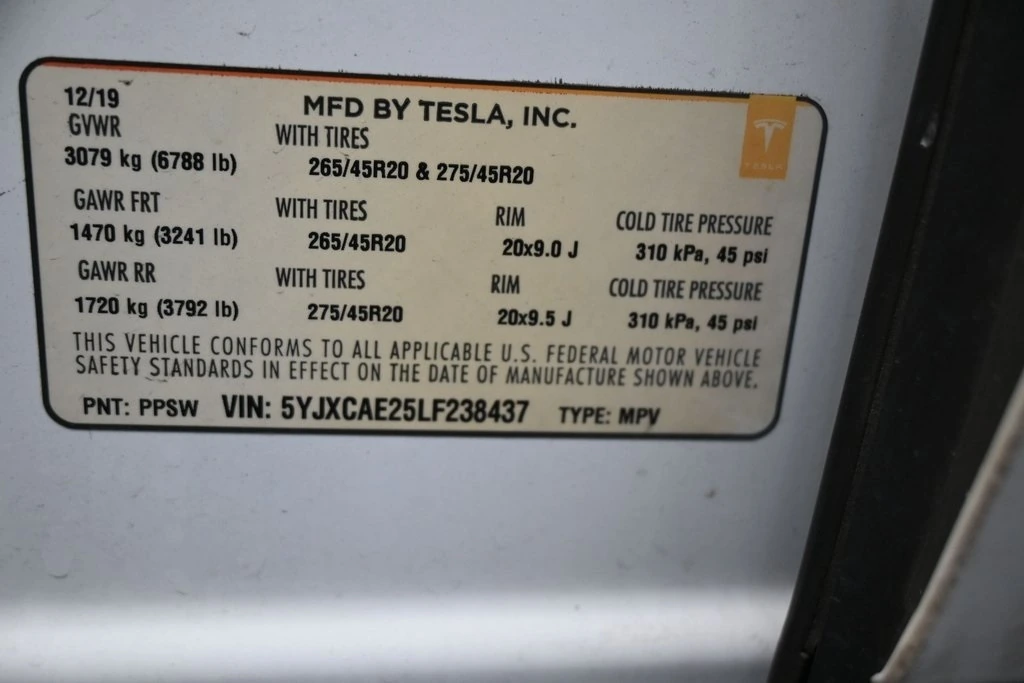 12/19
MFD BY TESLA, INC.
GVWR WITH TIRES
3079 kg (6788 lb) 265/45R20 & 275/45R20
TESLA
GAWR FRT WITH TIRES RIM COLD TIRE PRESSURE
1470 kg (3241 lb) 265/45R20 20x9.0 J 310 kPa, 45 psi
GAWR RR WITH TIRES RIM COLD TIRE PRESSURE
1720 kg (3792 lb) 275/45R20 20x9.5 J 310 kPa, 45 psi
THIS VEHICLE CONFORMS TO ALL APPLICABLE U.S. FEDERAL MOTOR VEHICLE
SAFETY STANDARDS IN EFFECT ON THE DATE OF MANUFACTURE SHOWN ABOVE.
PNT: PPSW VIN: 5YJXCAE25LF238437 TYPE: MPV